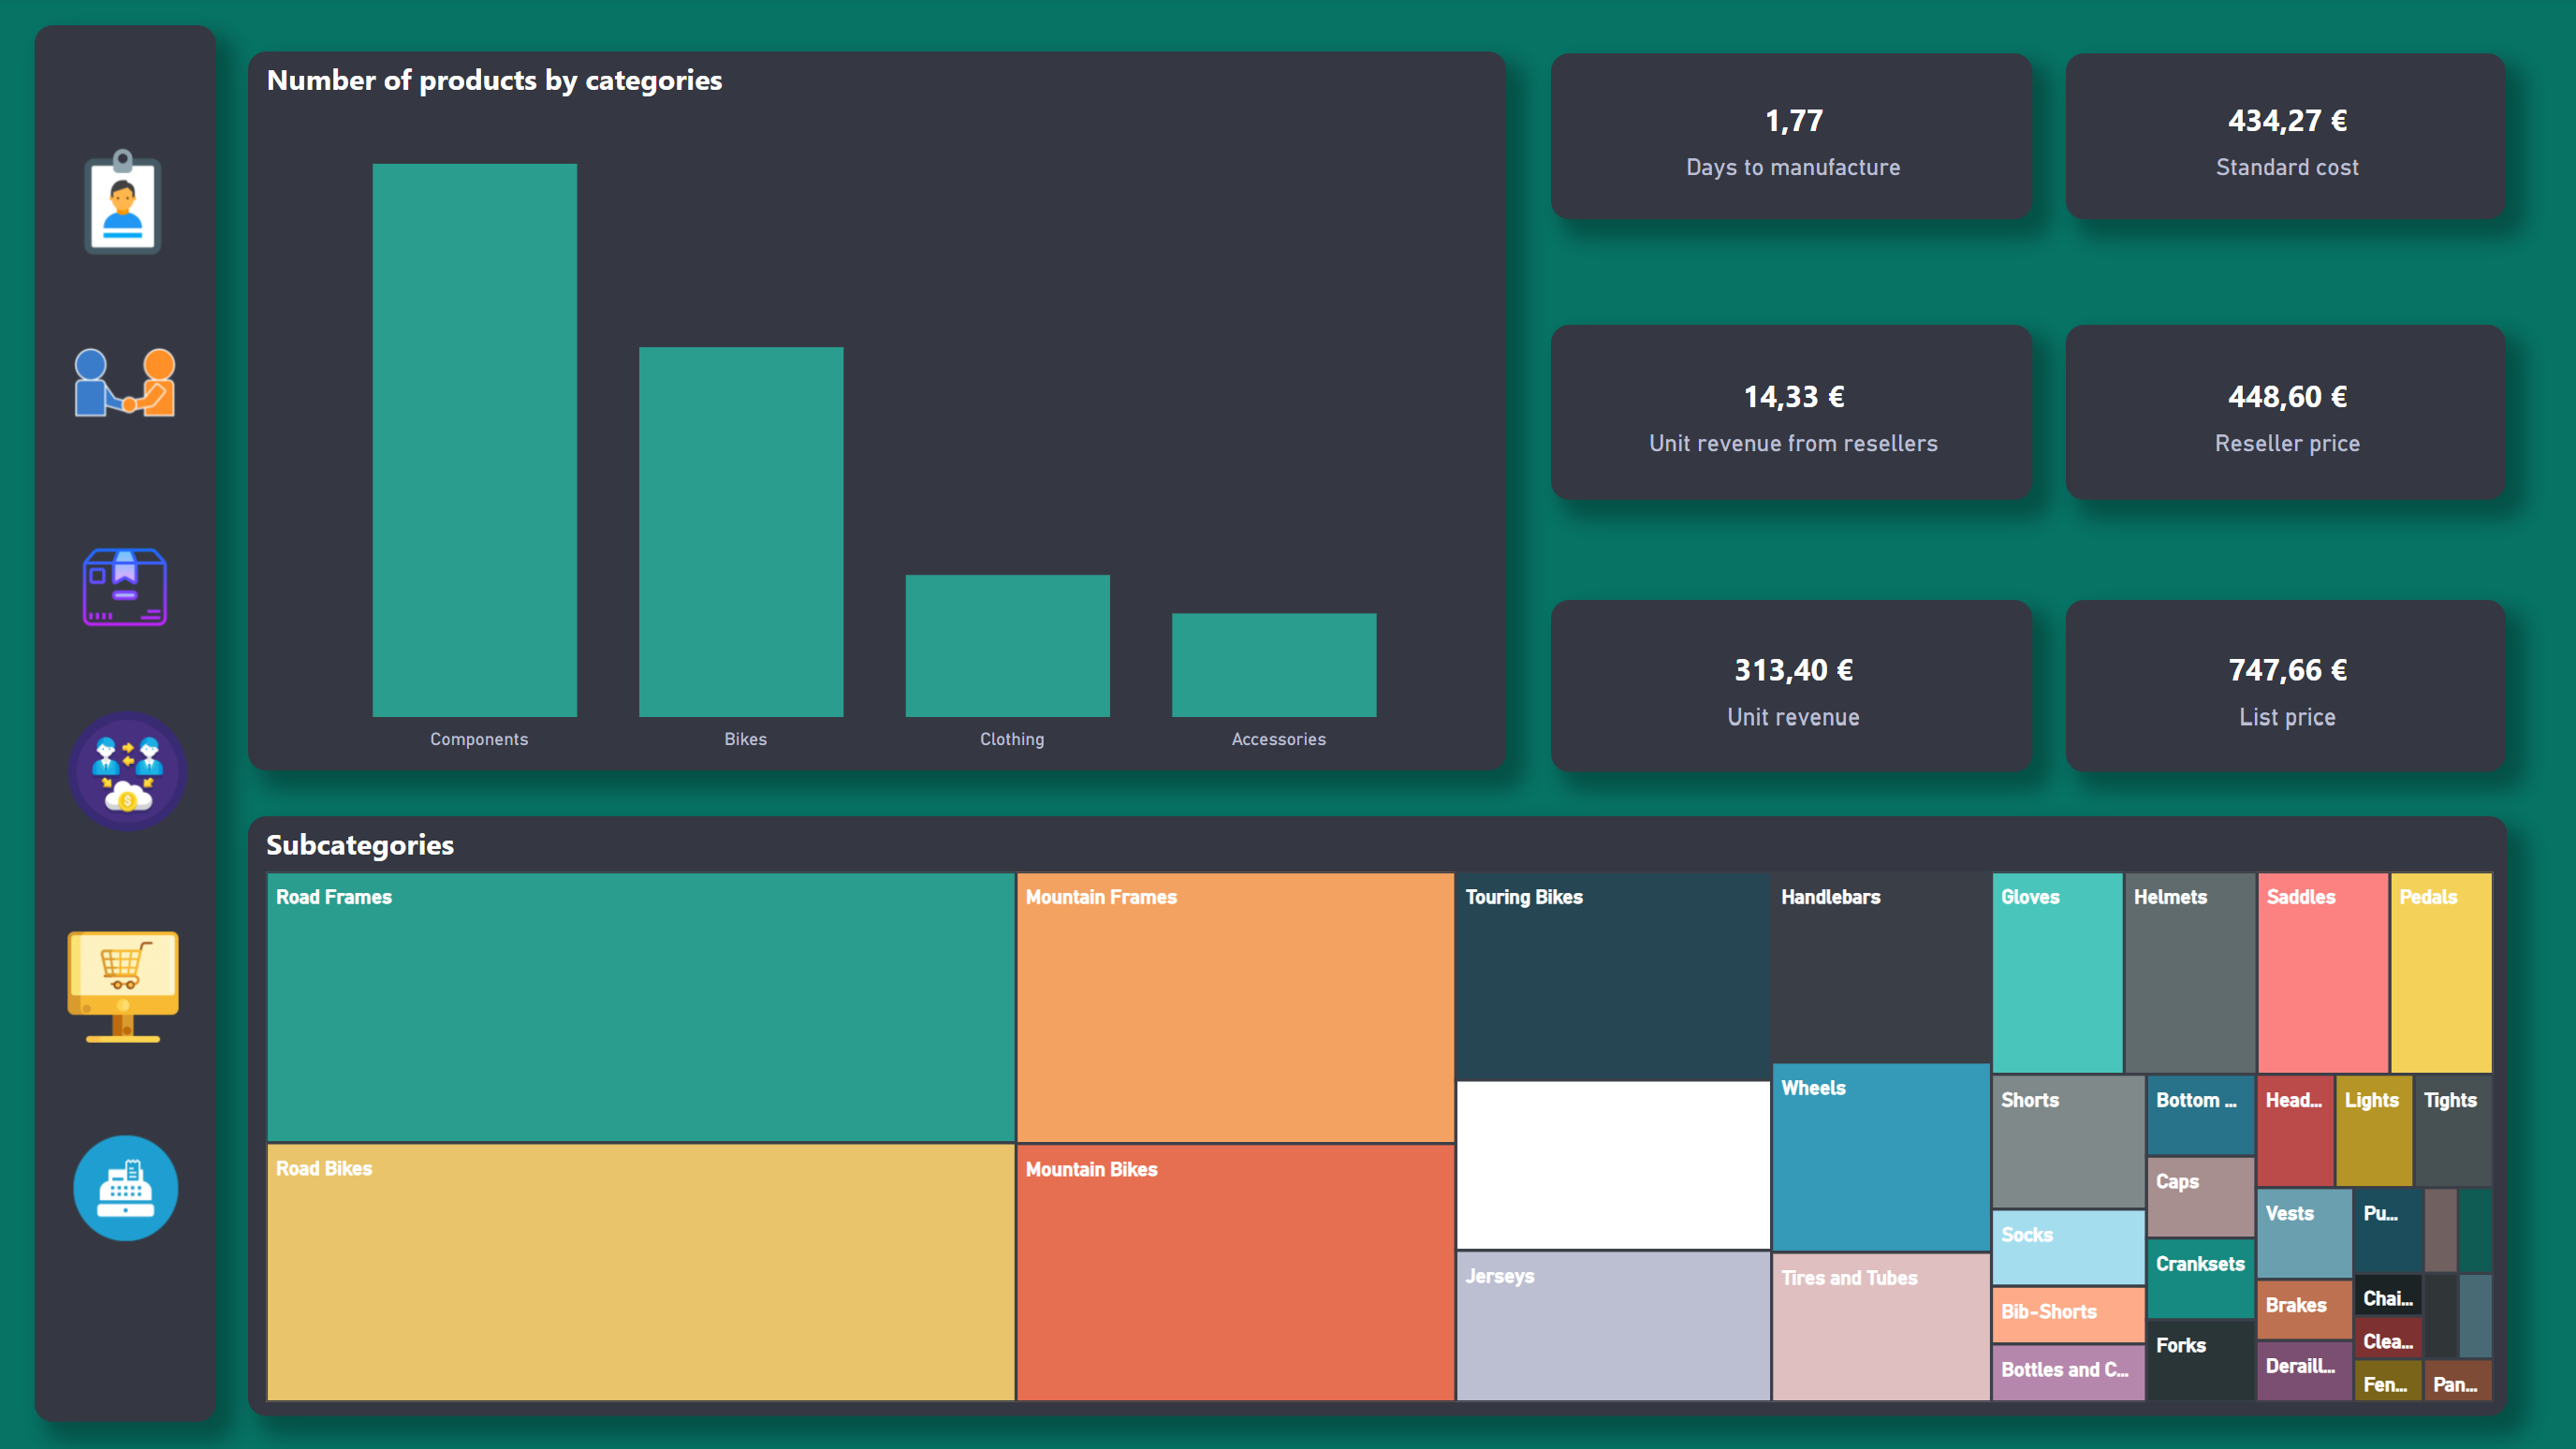 Number of products by categories
Components
Bikes
Clothing
Accessories
1,77
Days to manufacture
434,27 €
Standard cost
14,33 €
Unit revenue from resellers
448,60 €
Reseller price
313,40 €
Unit revenue
747,66 €
List price
Subcategories
Road Frames
Mountain Frames
Touring Bikes
Handlebars
Gloves
Helmets
Saddles
Pedals
Wheels
Shorts
Bottom ...
Head...
Lights
Tights
Road Bikes
Mountain Bikes
Caps
Vests
Pu...
Socks
Cranksets
Jerseys
Tires and Tubes
Chai...
Brakes
Bib-Shorts
Clea...
Forks
Bottles and C...
Deraill...
Fen...
Pan...